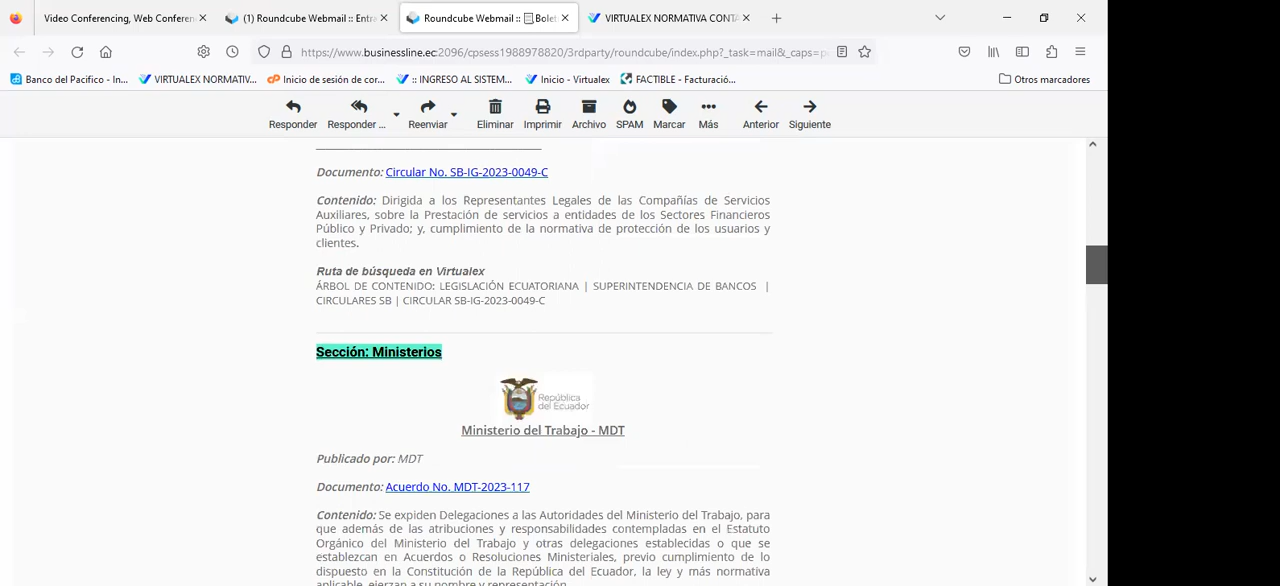 Video Conferencing, Web Conferen
(1) Roundcube Webmail :: Entra
Roundcube Webmail :: Bolet
VIRTUALEX NORMATIVA CONTA
https://www.businessline.ec:2096/cpsess1988978820/3rdparty/roundcube/index.php?_task=mail&_caps=p
Banco del Pacifico - In...
VIRTUALEX NORMATIV...
Inicio de sesión de cor...
:: INGRESO AL SISTEM...
Inicio - Virtualex
FACTIBLE - Facturació...
Otros marcadores
Responder
Responder ...
Reenviar
Eliminar
Imprimir
Archivo
SPAM
Marcar
Más
Anterior
Siguiente
Documento: Circular No. SB-IG-2023-0049-C
Contenido: Dirigida a los Representantes Legales de las Compañías de Servicios
Auxiliares, sobre la Prestación de servicios a entidades de los Sectores Financieros
Público y Privado; y, cumplimiento de la normativa de protección de los usuarios y
clientes.
Ruta de búsqueda en Virtualex
ÁRBOL DE CONTENIDO: LEGISLACIÓN ECUATORIANA | SUPERINTENDENCIA DE BANCOS |
CIRCULARES SB | CIRCULAR SB-IG-2023-0049-C
Sección: Ministerios
República
del Ecuador
Ministerio del Trabajo - MDT
Publicado por: MDT
Documento: Acuerdo No. MDT-2023-117
Contenido: Se expiden Delegaciones a las Autoridades del Ministerio del Trabajo, para
que además de las atribuciones y responsabilidades contempladas en el Estatuto
Orgánico del Ministerio del Trabajo y otras delegaciones establecidas o que se
establezcan en Acuerdos o Resoluciones Ministeriales, previo cumplimiento de lo
dispuesto en la Constitución de la República del Ecuador, la ley y más normativa
aplicable, ejerzan a su nombre y representación.